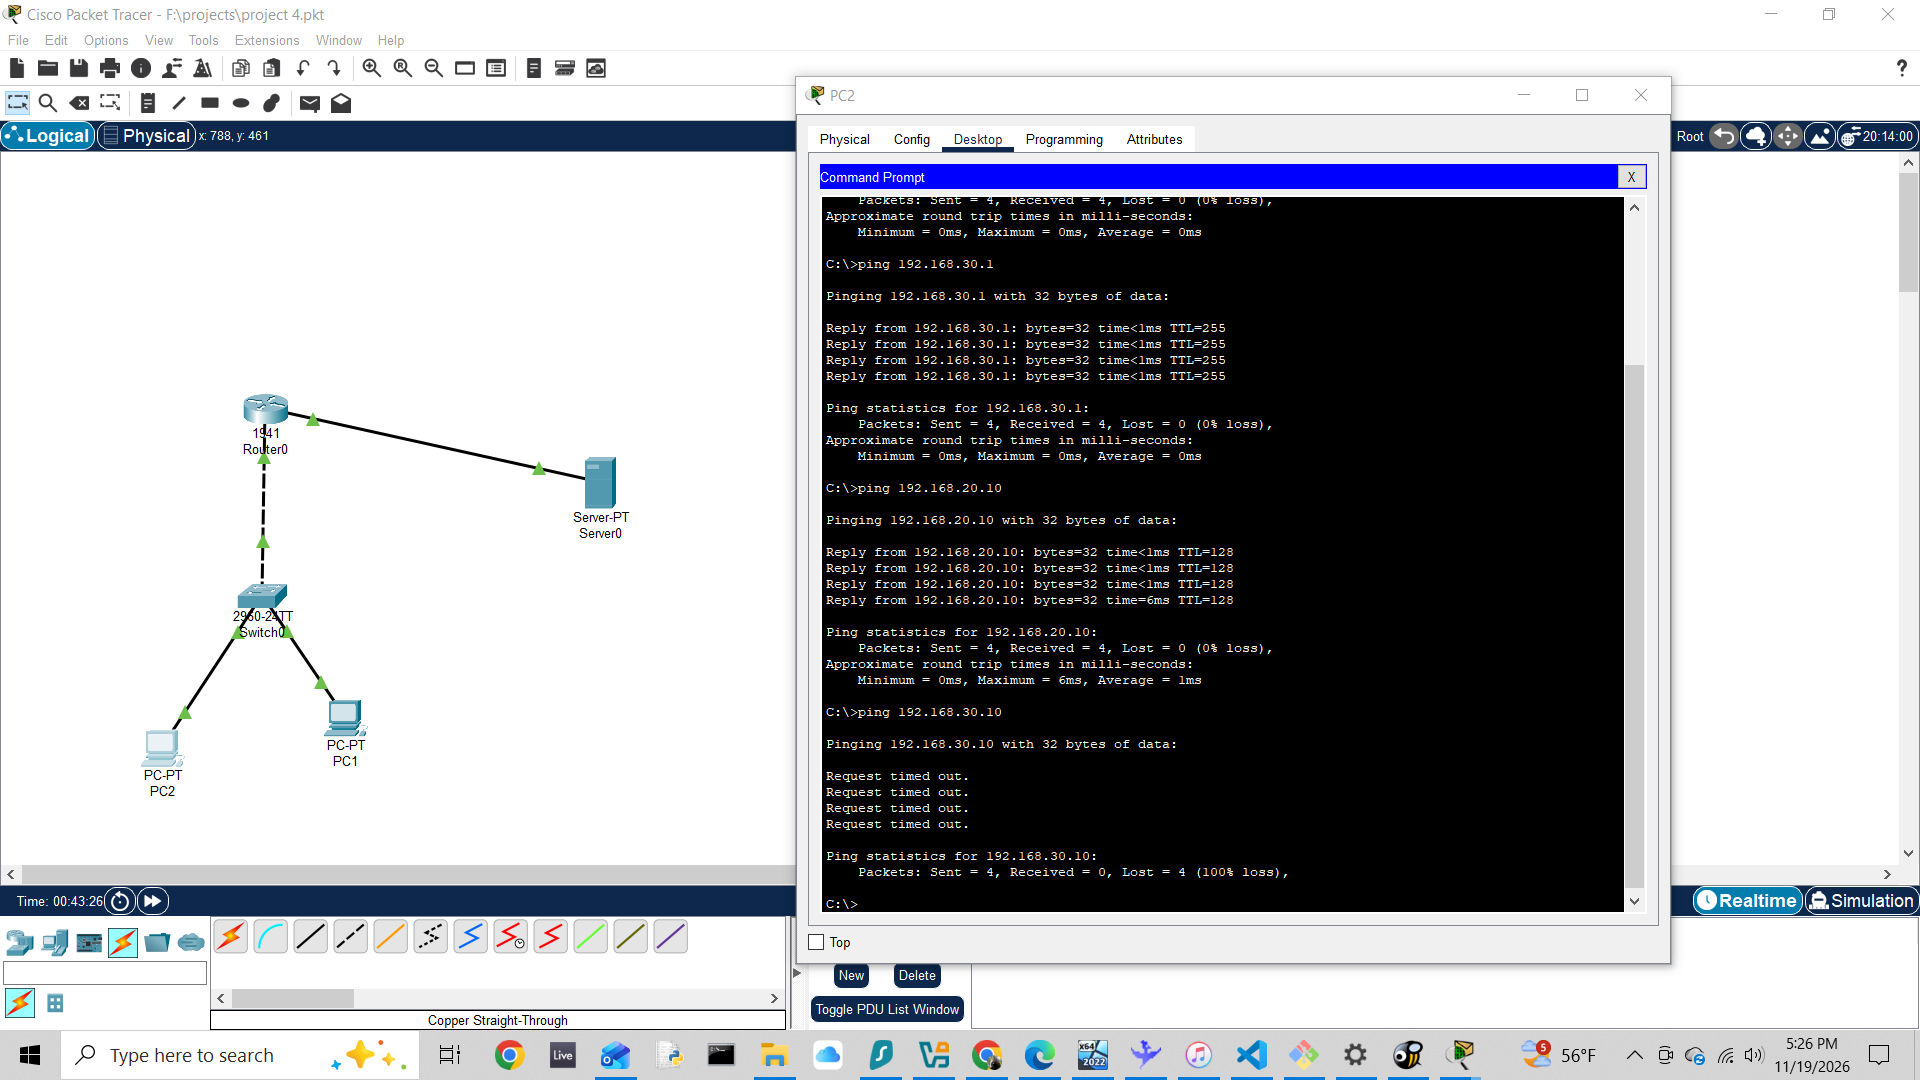 Cisco Packet Tracer - F:\projects\project 4.pkt
File Edit Options View Tools Extensions Window Help
?
Logical Physical x: 788, y: 461
Root 20:14:00
1941
Router0
Server-PT
Server0
2960-24TT
Switch0
PC-PT
PC1
PC-PT
PC2
PC2
Physical Config Desktop Programming Attributes
Command Prompt
X
Packets: Sent = 4, Received = 4, Lost = 0 (0% loss),
Approximate round trip times in milli-seconds:
Minimum = 0ms, Maximum = 0ms, Average = 0ms
C:\>ping 192.168.30.1
Pinging 192.168.30.1 with 32 bytes of data:
Reply from 192.168.30.1: bytes=32 time<1ms TTL=255
Reply from 192.168.30.1: bytes=32 time<1ms TTL=255
Reply from 192.168.30.1: bytes=32 time<1ms TTL=255
Reply from 192.168.30.1: bytes=32 time<1ms TTL=255
Ping statistics for 192.168.30.1:
Packets: Sent = 4, Received = 4, Lost = 0 (0% loss),
Approximate round trip times in milli-seconds:
Minimum = 0ms, Maximum = 0ms, Average = 0ms
C:\>ping 192.168.20.10
Pinging 192.168.20.10 with 32 bytes of data:
Reply from 192.168.20.10: bytes=32 time<1ms TTL=128
Reply from 192.168.20.10: bytes=32 time<1ms TTL=128
Reply from 192.168.20.10: bytes=32 time<1ms TTL=128
Reply from 192.168.20.10: bytes=32 time=6ms TTL=128
Ping statistics for 192.168.20.10:
Packets: Sent = 4, Received = 4, Lost = 0 (0% loss),
Approximate round trip times in milli-seconds:
Minimum = 0ms, Maximum = 6ms, Average = 1ms
C:\>ping 192.168.30.10
Pinging 192.168.30.10 with 32 bytes of data:
Request timed out.
Request timed out.
Request timed out.
Request timed out.
Ping statistics for 192.168.30.10:
Packets: Sent = 4, Received = 0, Lost = 4 (100% loss),
C:\>
Top
Time: 00:43:26
Realtime Simulation
New Delete
Toggle PDU List Window
Copper Straight-Through
Type here to search
Live
x64
2022
5
56°F
5:26 PM
11/19/2026